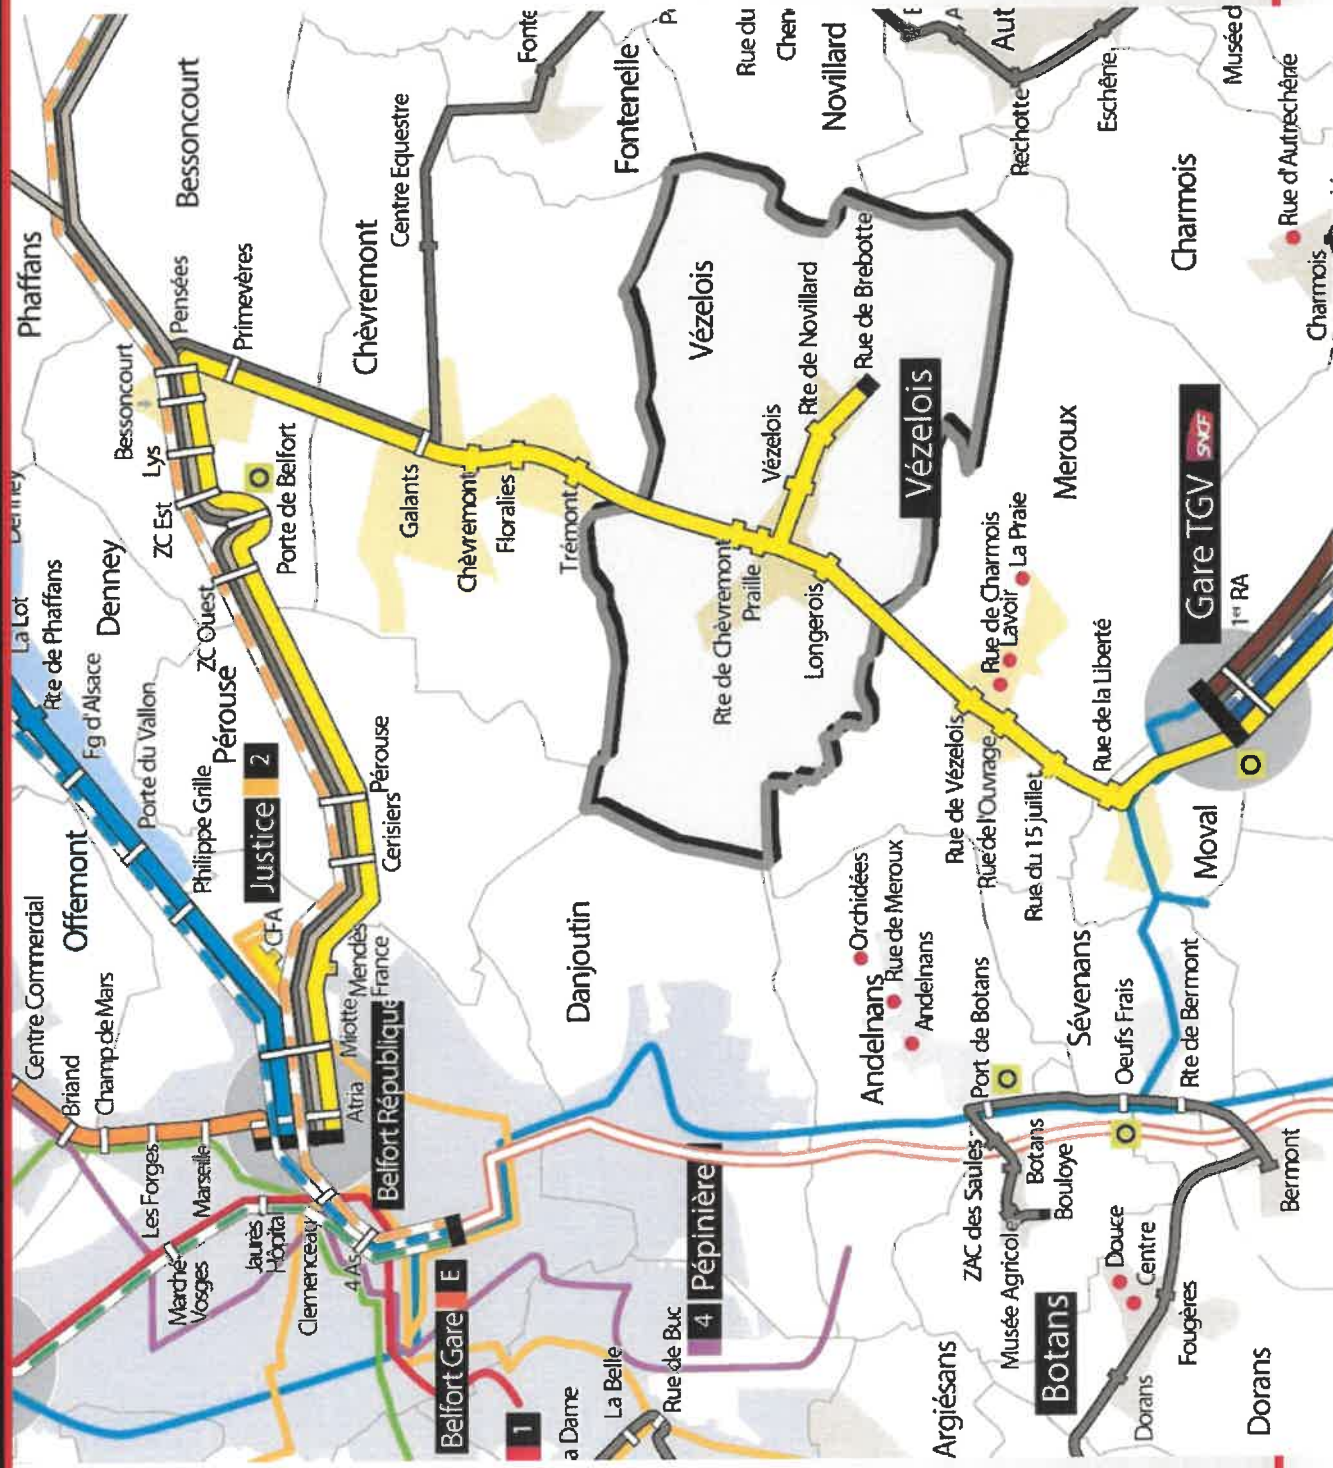 Phaffans
La Lot
Denney
Centre Commercial
Rte de Phaffans
Briand
Offemont
Fg d'Alsace
Denney
Champ de Mars
Porte du Vallon
Bessoncourt
Les Forges
Lys
ZC Est
Pensées
Bessoncourt
Marseille
Philippe Grille
ZC Ouest
Marché
Vosges
Pérouse
Primevères
Jaurès
Hôpital
Justice 2
CFA
Porte de Belfort
Clemenceau
4 As
Atria
Miotte
Mendès
France
Pérouse
Cerisiers
Chèvremont
Belfort République
Galants
Centre Equestre
Belfort Gare E
Chèvremont
Floralies
1
a Dame
Trémont
Danjoutin
La Belle
Fontenelle
Rue de Buc
4 Pépinière
Vézelois
Rte de Chèvremont
Praille
Rue du
Vézelois
Rte de Novillard
Longerois
Novillard
Rue de Brebotte
Orchidées
Andelnans
Rue de Meroux
Andelnans
Vézelois
Argiésans
ZAC des Saules
Port de Botans
Rue de Vézelois
Rue de l'Ouvrage
Rue de Charmois
Lavoir
La Praie
Aut
Musée Agricole
Botans
Bouloye
Rue du 15 juillet
Rechotte
Botans
Sévenans
Meroux
Douce
Centre
Oeufs Frais
Rue de la Liberté
Eschêne
Dorans
Fougères
Rte de Bermont
Moval
Gare TGV SNCF
Charmois
1er RA
Musée d
Dorans
Bermont
Rue d'Autrechêne
Charmois